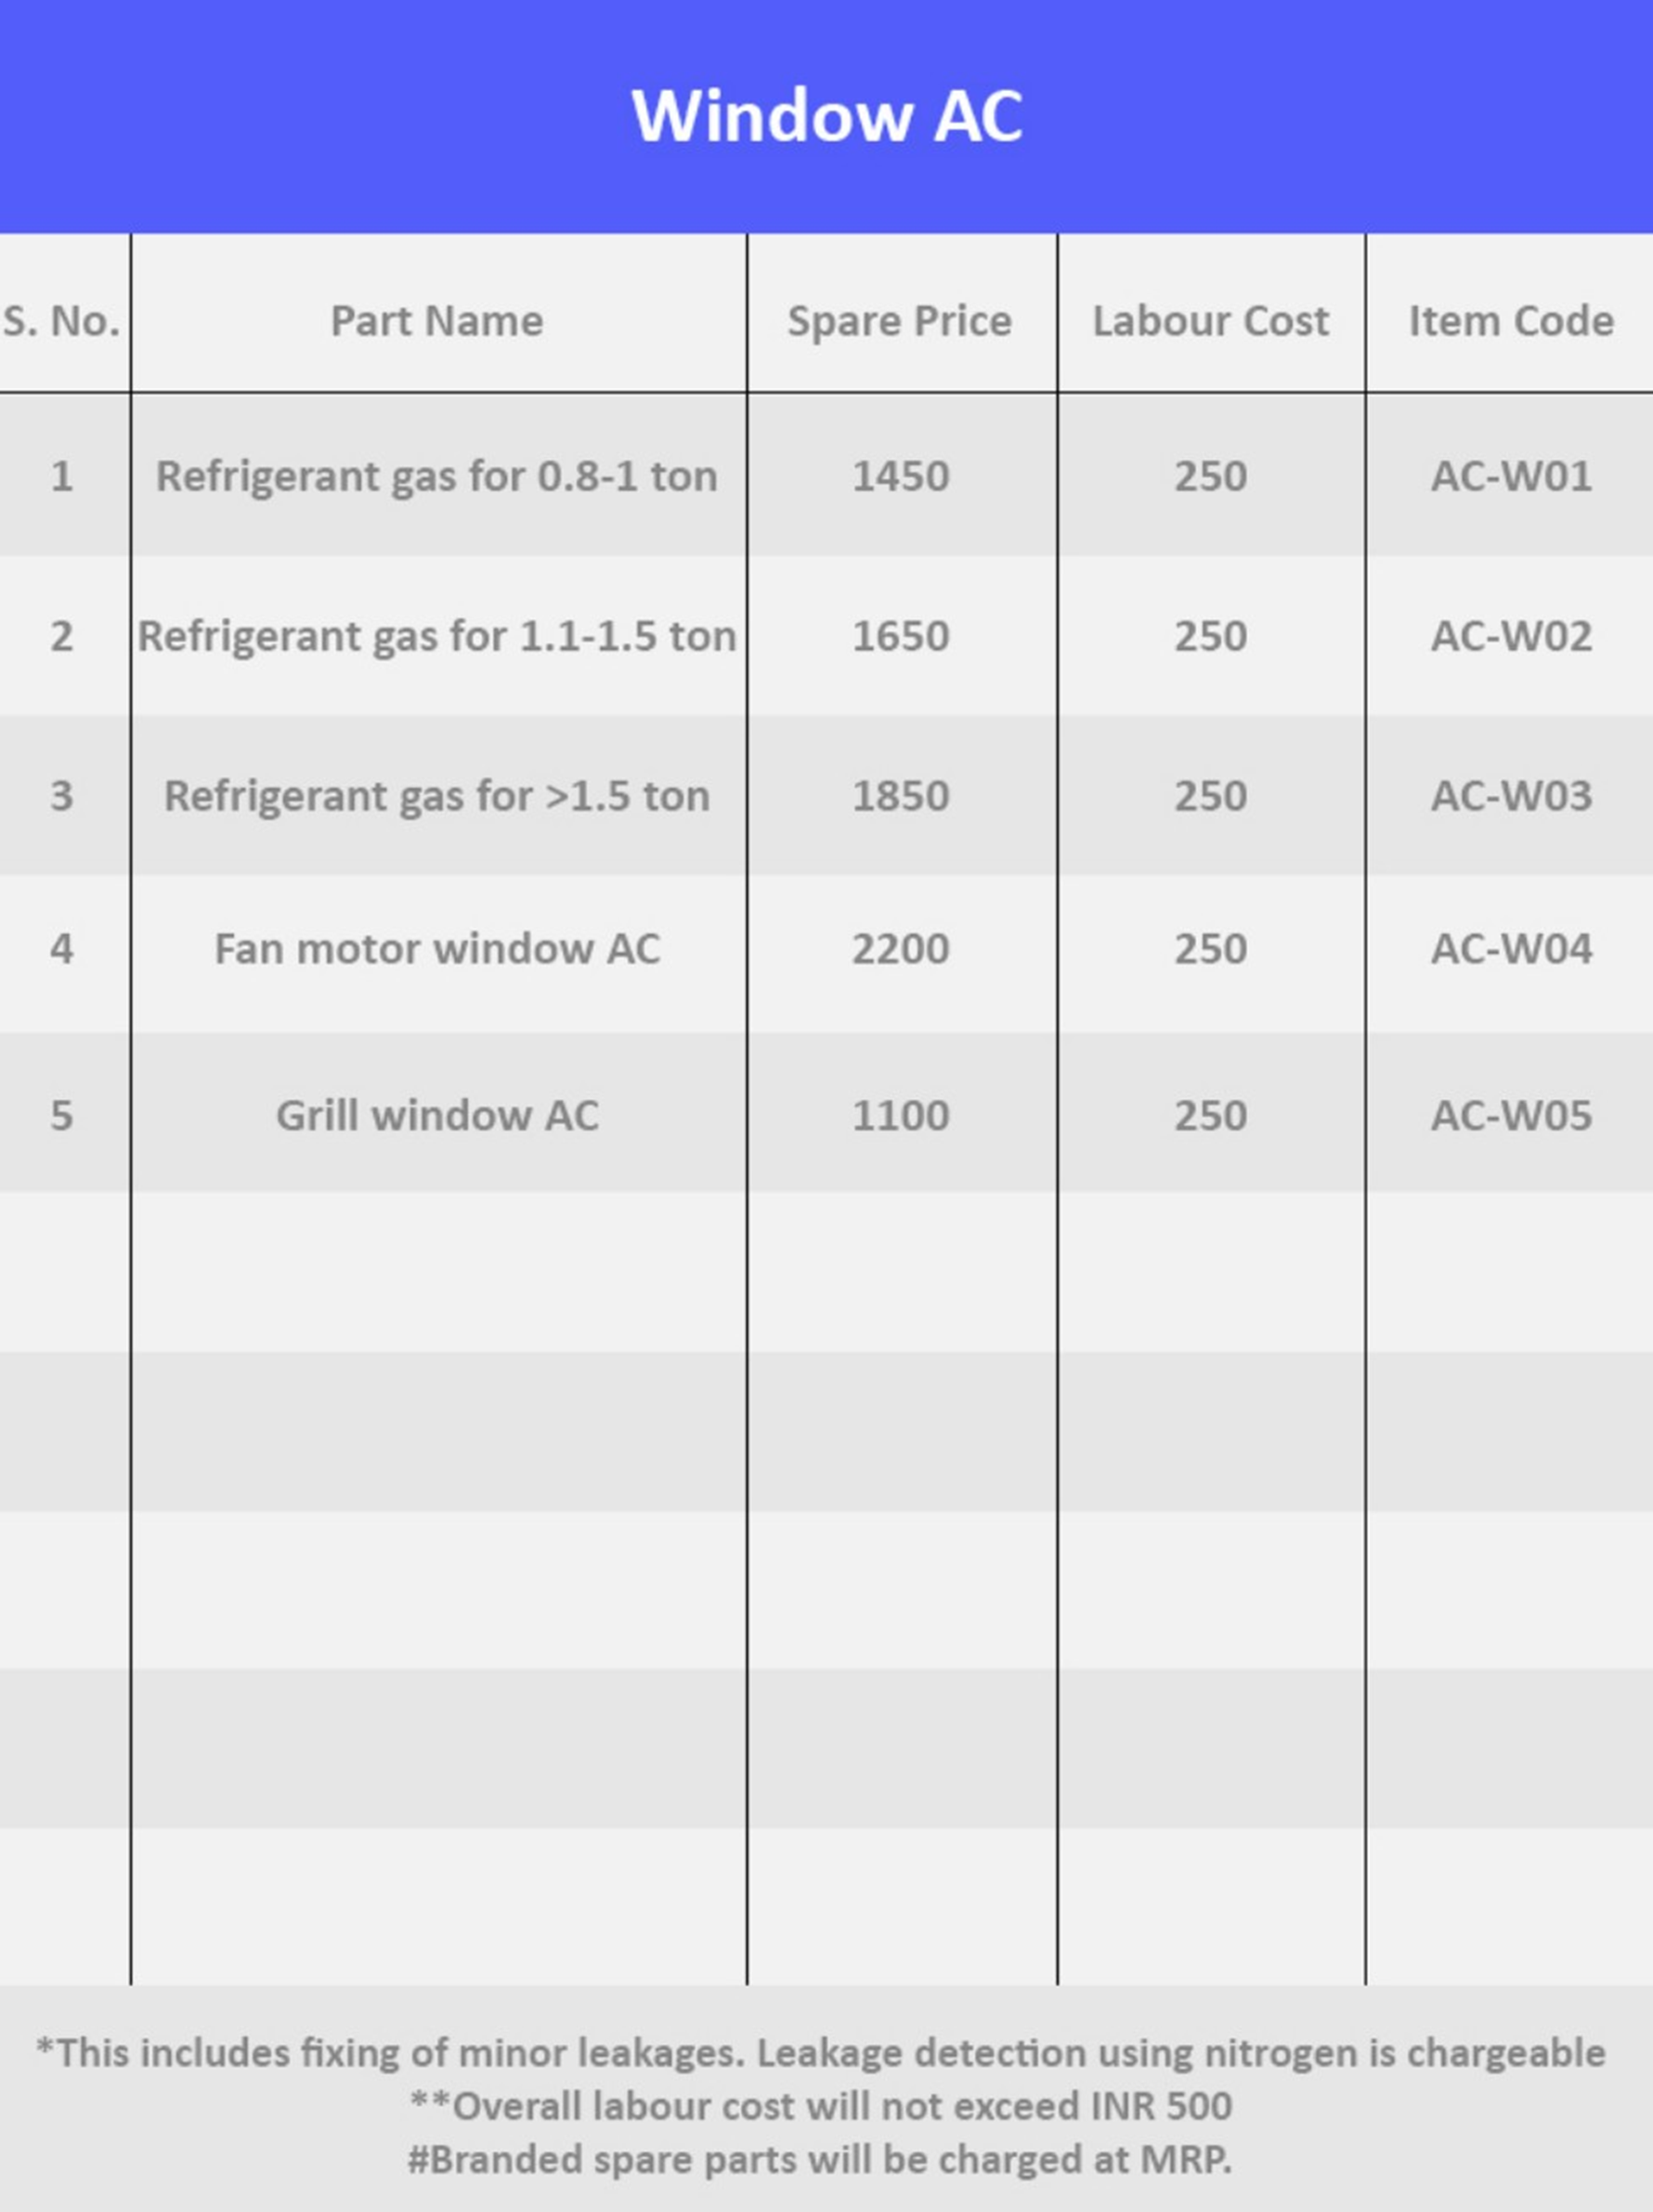 Window AC
S. No. Part Name Spare Price Labour Cost Item Code
1 Refrigerant gas for 0.8-1 ton 1450 250 AC-W01
2 Refrigerant gas for 1.1-1.5 ton 1650 250 AC-W02
3 Refrigerant gas for >1.5 ton 1850 250 AC-W03
4 Fan motor window AC 2200 250 AC-W04
5 Grill window AC 1100 250 AC-W05
*This includes fixing of minor leakages. Leakage detection using nitrogen is chargeable
**Overall labour cost will not exceed INR 500
#Branded spare parts will be charged at MRP.